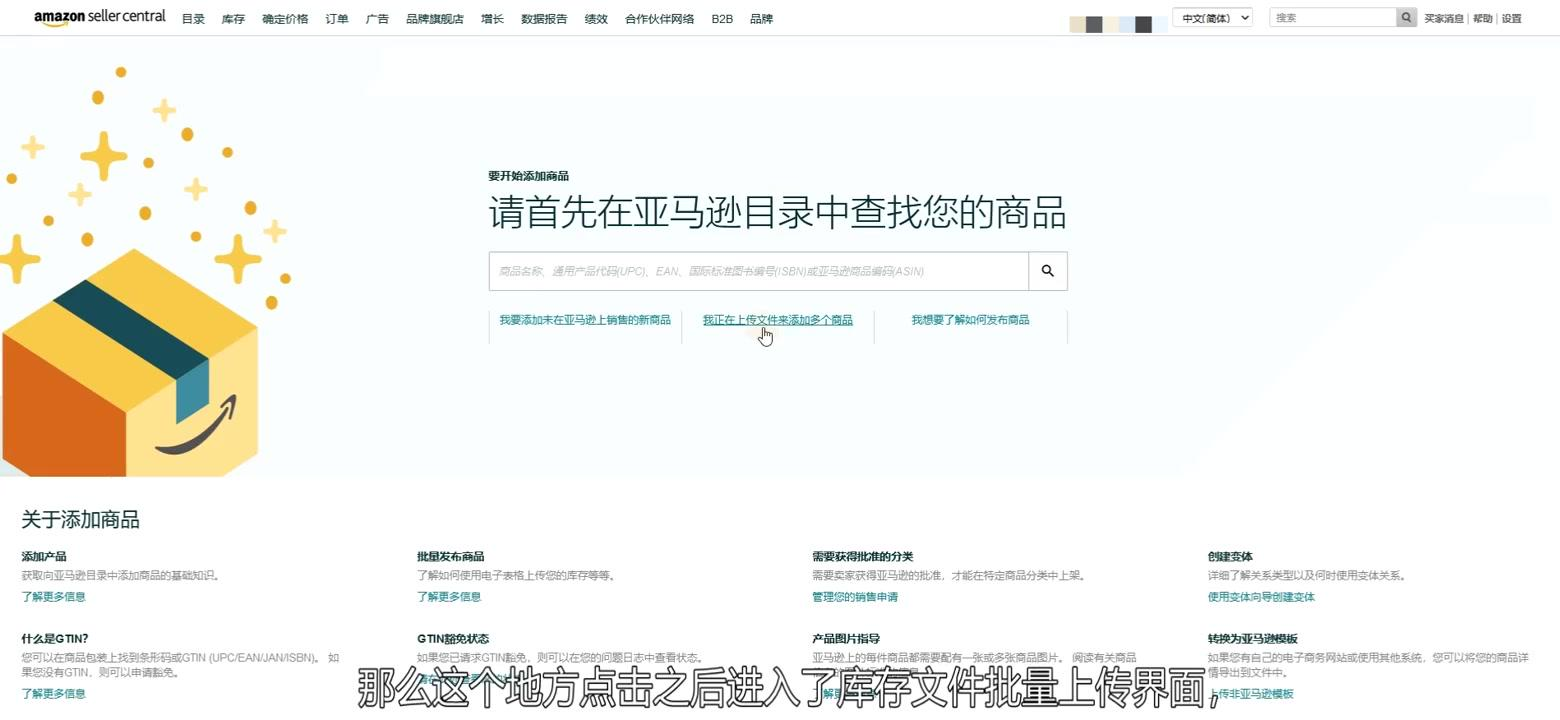 amazon seller central 目录 库存 确定价格 订单 广告 品牌旗舰店 增长 数据报告 绩效 合作伙伴网络 B2B 品牌 中文(简体) 搜索 买家消息 | 帮助 | 设置
要开始添加商品
请首先在亚马逊目录中查找您的商品
商品名称、通用产品代码(UPC)、EAN、国际标准图书编号(ISBN)或亚马逊商品编码(ASIN)
我要添加未在亚马逊上销售的新商品 我正在上传文件来添加多个商品 我想要了解如何发布商品
关于添加商品
添加产品
获取向亚马逊目录中添加商品的基础知识。
了解更多信息
批量发布商品
了解如何使用电子表格上传您的库存等等。
了解更多信息
需要获得批准的分类
需要卖家获得亚马逊的批准，才能在特定商品分类中上架。
管理您的销售申请
创建变体
详细了解关系类型以及何时使用变体关系。
使用变体向导创建变体
什么是GTIN?
您可以在商品包装上找到条形码或GTIN (UPC/EAN/JAN/ISBN)。 如
果您没有GTIN，则可以申请豁免。
了解更多信息
GTIN豁免状态
如果您已请求GTIN豁免，则可以在您的问题日志中查看状态。
产品图片指导
亚马逊上的每件商品都需要配有一张或多张商品图片。 阅读有关商品
转换为亚马逊模板
如果您有自己的电子商务网站或使用其他系统，您可以将您的商品详
情导出到文件中。
上传非亚马逊模板
那么这个地方点击之后进入了库存文件批量上传界面，